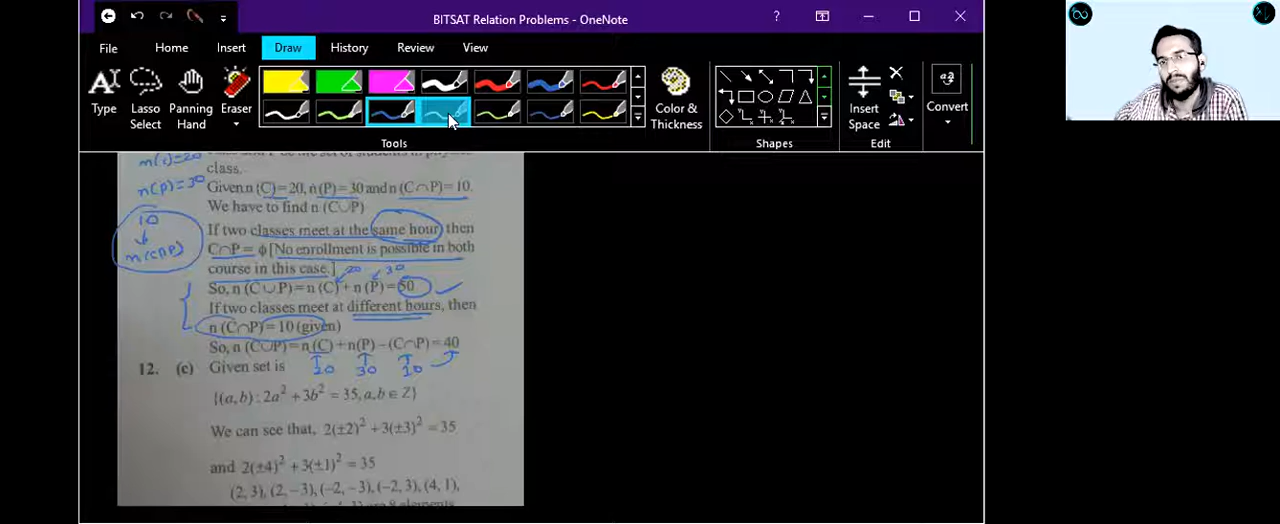 BITSAT Relation Problems - OneNote
File Home Insert Draw History Review View
Type
Lasso Select
Panning Hand
Eraser
Color & Thickness
Insert Space
Convert
Tools
Shapes
Edit
n(C)=20
class.
n(P)=30
Given n (C) = 20, n (P) = 30 and n (C∩P) = 10.
We have to find n (C∪P)
10
If two classes meet at the same hour, then
n(C∩P)
C∩P = φ [No enrollment is possible in both
course in this case.]
20 30
So, n (C∪P) = n (C) + n (P) = 50
If two classes meet at different hours, then
n (C∩P) = 10 (given)
So, n (C∪P) = n (C) + n(P) – (C∩P) = 40
12. (c) Given set is
20 30 10
{(a, b) : 2a² + 3b² = 35, a, b ∈ Z}
We can see that, 2(±2)² + 3(±3)² = 35
and 2(±4)² + 3(±1)² = 35
(2, 3), (2, –3), (–2, –3), (–2, 3), (4, 1),